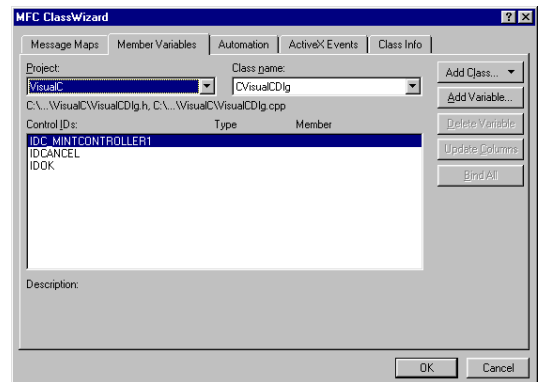 MFC ClassWizard
Message Maps Member Variables Automation ActiveX Events Class Info
Project: Class name:
VisualC CVisualCDlg
Add Class...
C:\...\VisualC\VisualCDlg.h, C:\...\VisualC\VisualCDlg.cpp
Add Variable...
Control IDs: Type Member
Delete Variable
IDC_MINTCONTROLLER1
IDCANCEL
IDOK
Update Columns
Bind All
Description:
OK Cancel